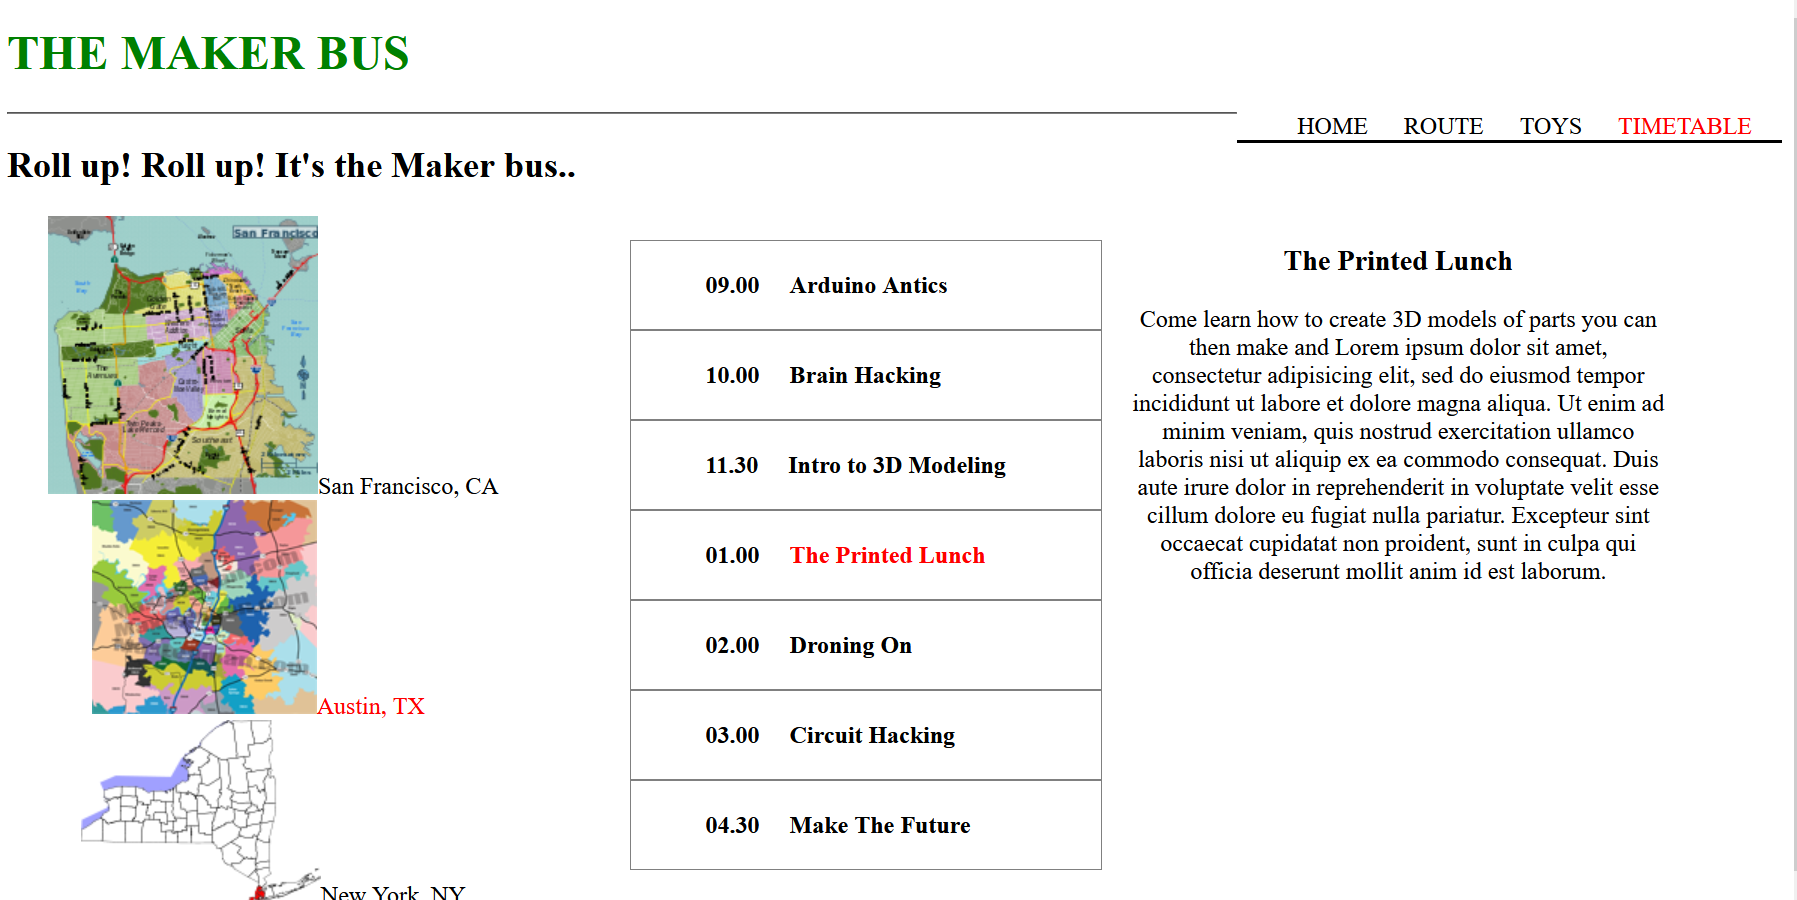 THE MAKER BUS
HOME ROUTE TOYS TIMETABLE
Roll up! Roll up! It's the Maker bus..
San Francisco
The Avenues
Southeast
San Francisco, CA
Austin, TX
New York, NY
09.00 Arduino Antics
10.00 Brain Hacking
11.30 Intro to 3D Modeling
01.00 The Printed Lunch
02.00 Droning On
03.00 Circuit Hacking
04.30 Make The Future
The Printed Lunch
Come learn how to create 3D models of parts you can
then make and Lorem ipsum dolor sit amet,
consectetur adipisicing elit, sed do eiusmod tempor
incididunt ut labore et dolore magna aliqua. Ut enim ad
minim veniam, quis nostrud exercitation ullamco
laboris nisi ut aliquip ex ea commodo consequat. Duis
aute irure dolor in reprehenderit in voluptate velit esse
cillum dolore eu fugiat nulla pariatur. Excepteur sint
occaecat cupidatat non proident, sunt in culpa qui
officia deserunt mollit anim id est laborum.